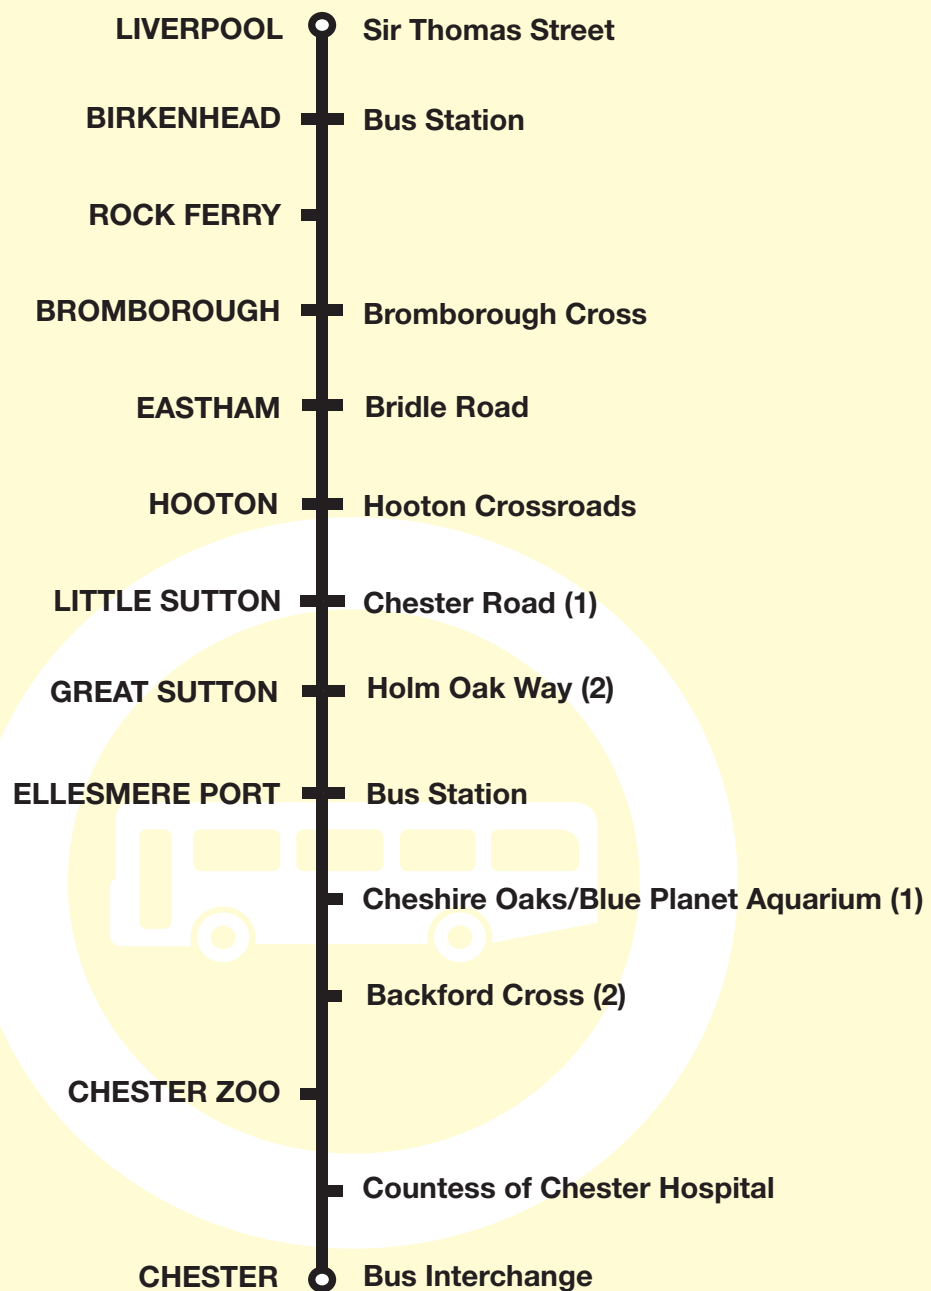 LIVERPOOL Sir Thomas Street
BIRKENHEAD Bus Station
ROCK FERRY
BROMBOROUGH Bromborough Cross
EASTHAM Bridle Road
HOOTON Hooton Crossroads
LITTLE SUTTON Chester Road (1)
GREAT SUTTON Holm Oak Way (2)
ELLESMERE PORT Bus Station
Cheshire Oaks/Blue Planet Aquarium (1)
Backford Cross (2)
CHESTER ZOO
Countess of Chester Hospital
CHESTER Bus Interchange